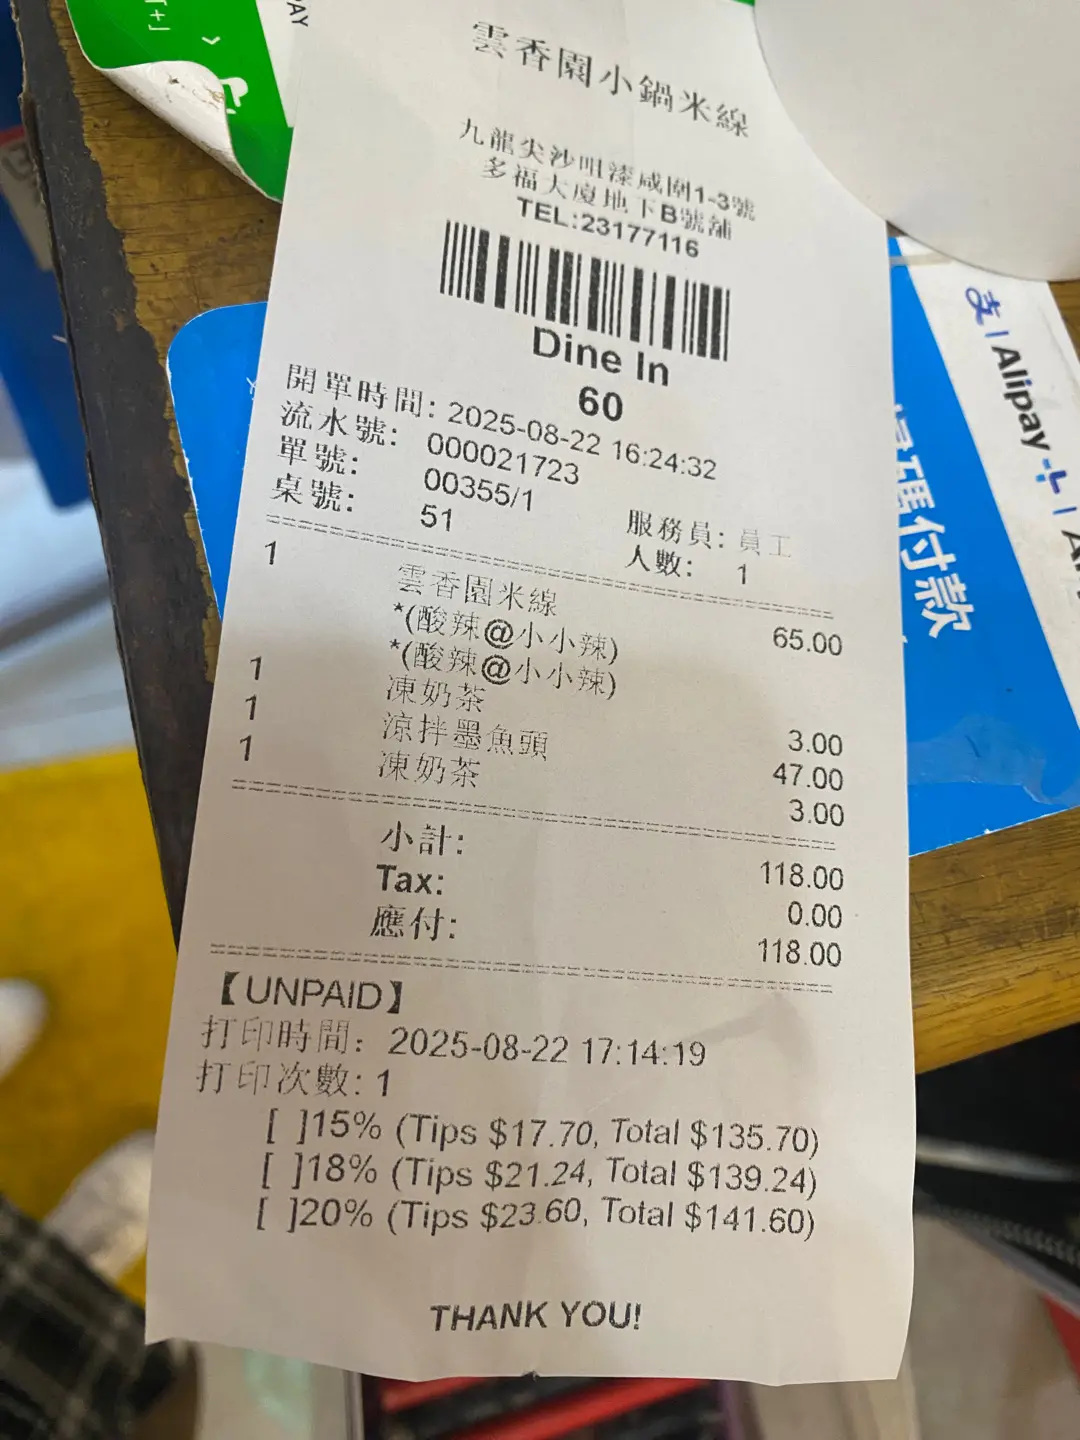 雲香園小鍋米線
九龍尖沙咀漆咸圍1-3號
多福大廈地下B號舖
TEL:23177116
Dine In
60
開單時間: 2025-08-22 16:24:32
流水號: 000021723
單號: 00355/1 服務員: 員工
桌號: 51 人數: 1
1 雲香園米線 65.00
*(酸辣@小小辣)
*(酸辣@小小辣)
1 凍奶茶 3.00
1 涼拌墨魚頭 47.00
1 凍奶茶 3.00
小計: 118.00
Tax: 0.00
應付: 118.00
【UNPAID】
打印時間: 2025-08-22 17:14:19
打印次數: 1
[ ]15% (Tips $17.70, Total $135.70)
[ ]18% (Tips $21.24, Total $139.24)
[ ]20% (Tips $23.60, Total $141.60)
THANK YOU!
支 | Alipay
碼付款